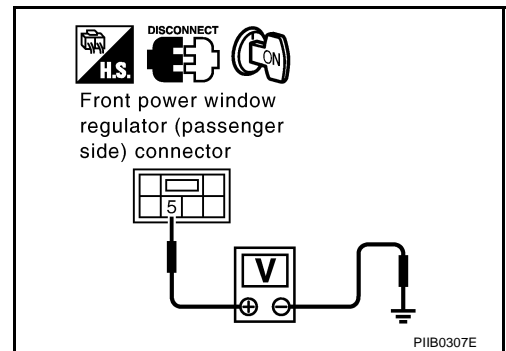 DISCONNECT
H.S.
ON
Front power window
regulator (passenger
side) connector
5
V
+ −
PIIB0307E